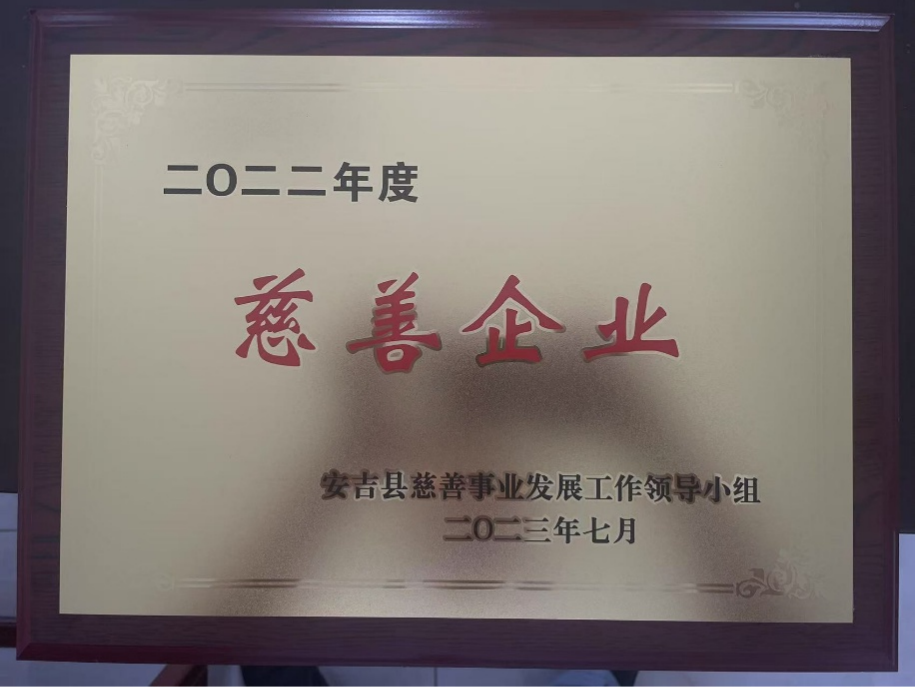 二〇二二年度
慈善企业
安吉县慈善事业发展工作领导小组
二〇二三年七月